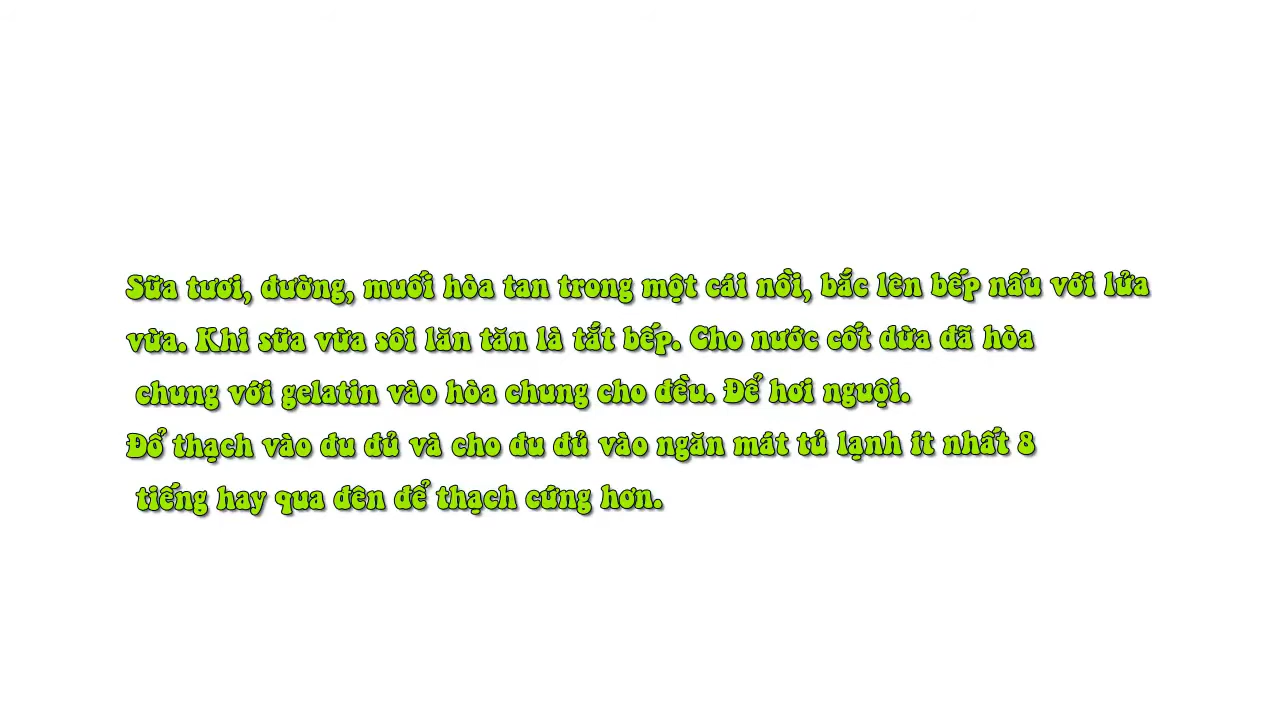 Sữa tươi, đường, muối hòa tan trong một cái nồi, bắc lên bếp nấu với lửa
vừa. Khi sữa vừa sôi lăn tăn là tắt bếp. Cho nước cốt dừa đã hòa
chung với gelatin vào hòa chung cho đều. Để hơi nguội.
Đổ thạch vào đu đủ và cho đu đủ vào ngăn mát tủ lạnh ít nhất 8
tiếng hay qua đên để thạch cứng hơn.